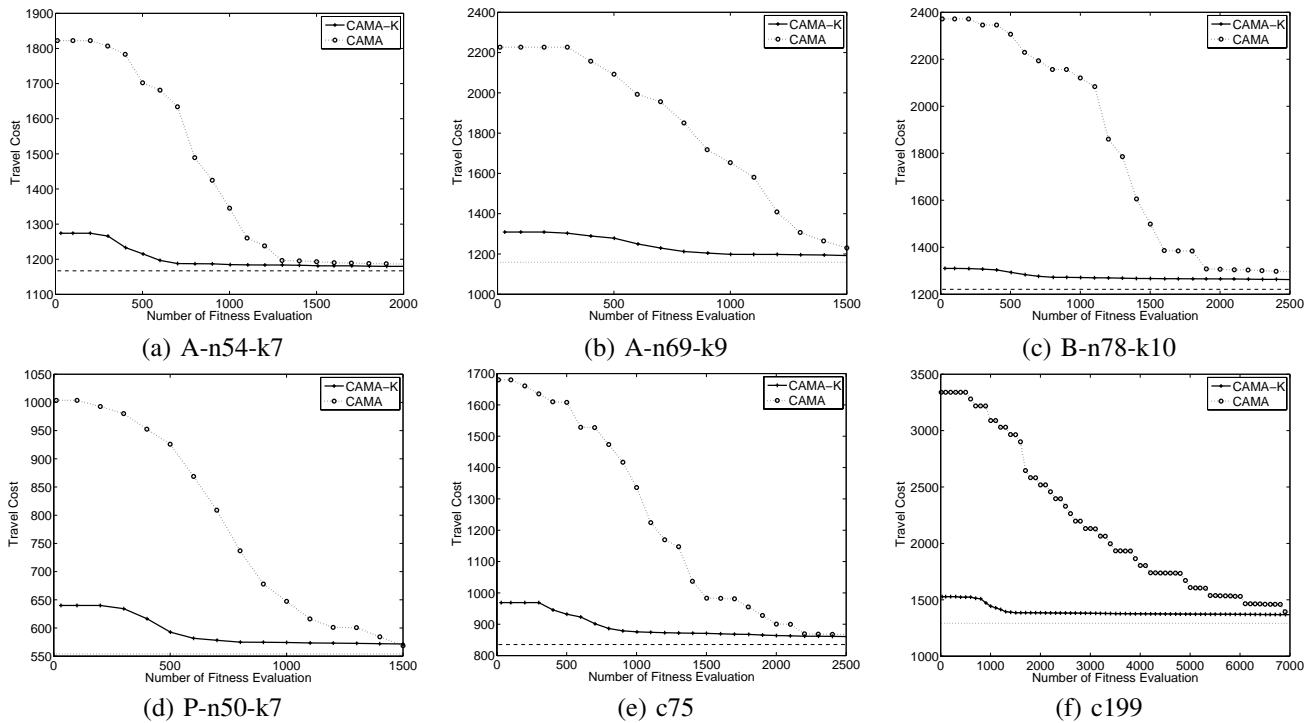 1900
1800
1700
1600
1500
1400
1300
1200
1100
0 500 1000 1500 2000
Travel Cost
Number of Fitness Evaluation
CAMA-K
CAMA
(a) A-n54-k7
2400
2200
2000
1800
1600
1400
1200
1000
0 500 1000 1500
Travel Cost
Number of Fitness Evaluation
CAMA-K
CAMA
(b) A-n69-k9
2400
2200
2000
1800
1600
1400
1200
0 500 1000 1500 2000 2500
Travel Cost
Number of Fitness Evaluation
CAMA-K
CAMA
(c) B-n78-k10
1050
1000
950
900
850
800
750
700
650
600
550
0 500 1000 1500
Travel Cost
Number of Fitness Evaluation
CAMA-K
CAMA
(d) P-n50-k7
1700
1600
1500
1400
1300
1200
1100
1000
900
800
0 500 1000 1500 2000 2500
Travel Cost
Number of Fitness Evaluation
CAMA-K
CAMA
(e) c75
3500
3000
2500
2000
1500
1000
0 1000 2000 3000 4000 5000 6000 7000
Travel Cost
Number of Fitness Evaluation
CAMA-K
CAMA
(f) c199